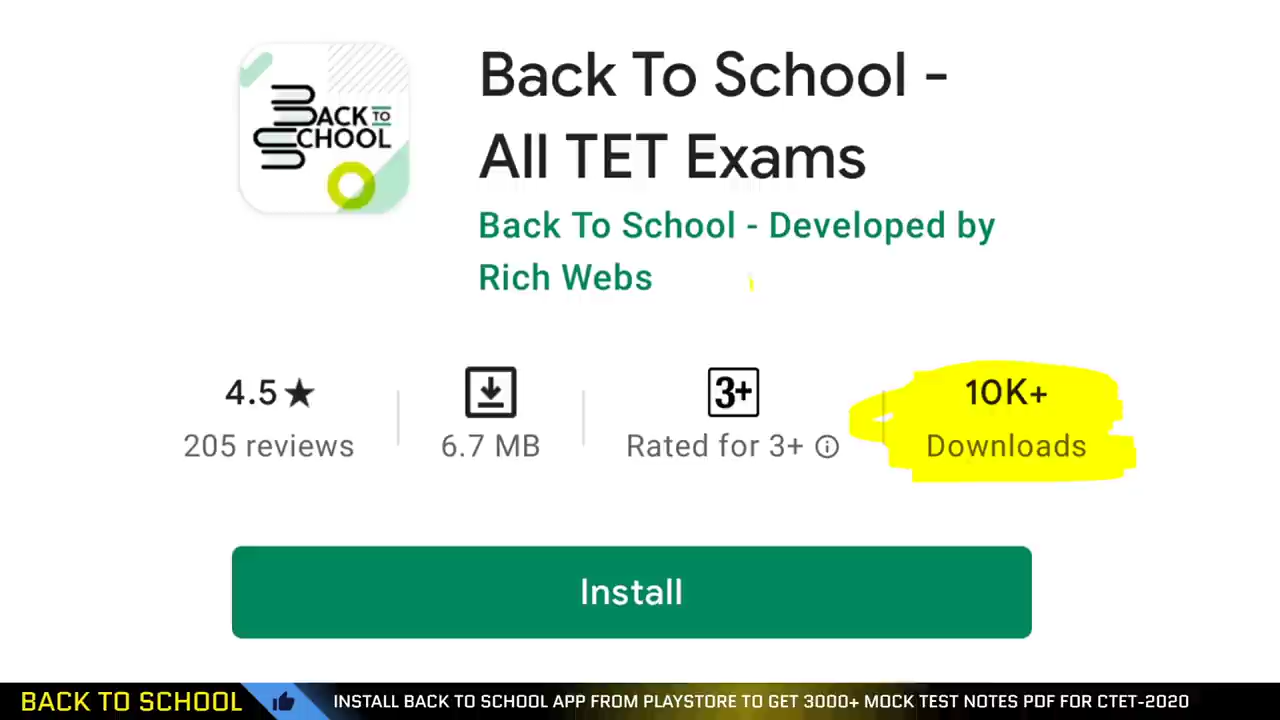 BACK TO
SCHOOL
Back To School -
All TET Exams
Back To School - Developed by
Rich Webs
4.5★
205 reviews
6.7 MB
3+
Rated for 3+
10K+
Downloads
Install
BACK TO SCHOOL
INSTALL BACK TO SCHOOL APP FROM PLAYSTORE TO GET 3000+ MOCK TEST NOTES PDF FOR CTET-2020